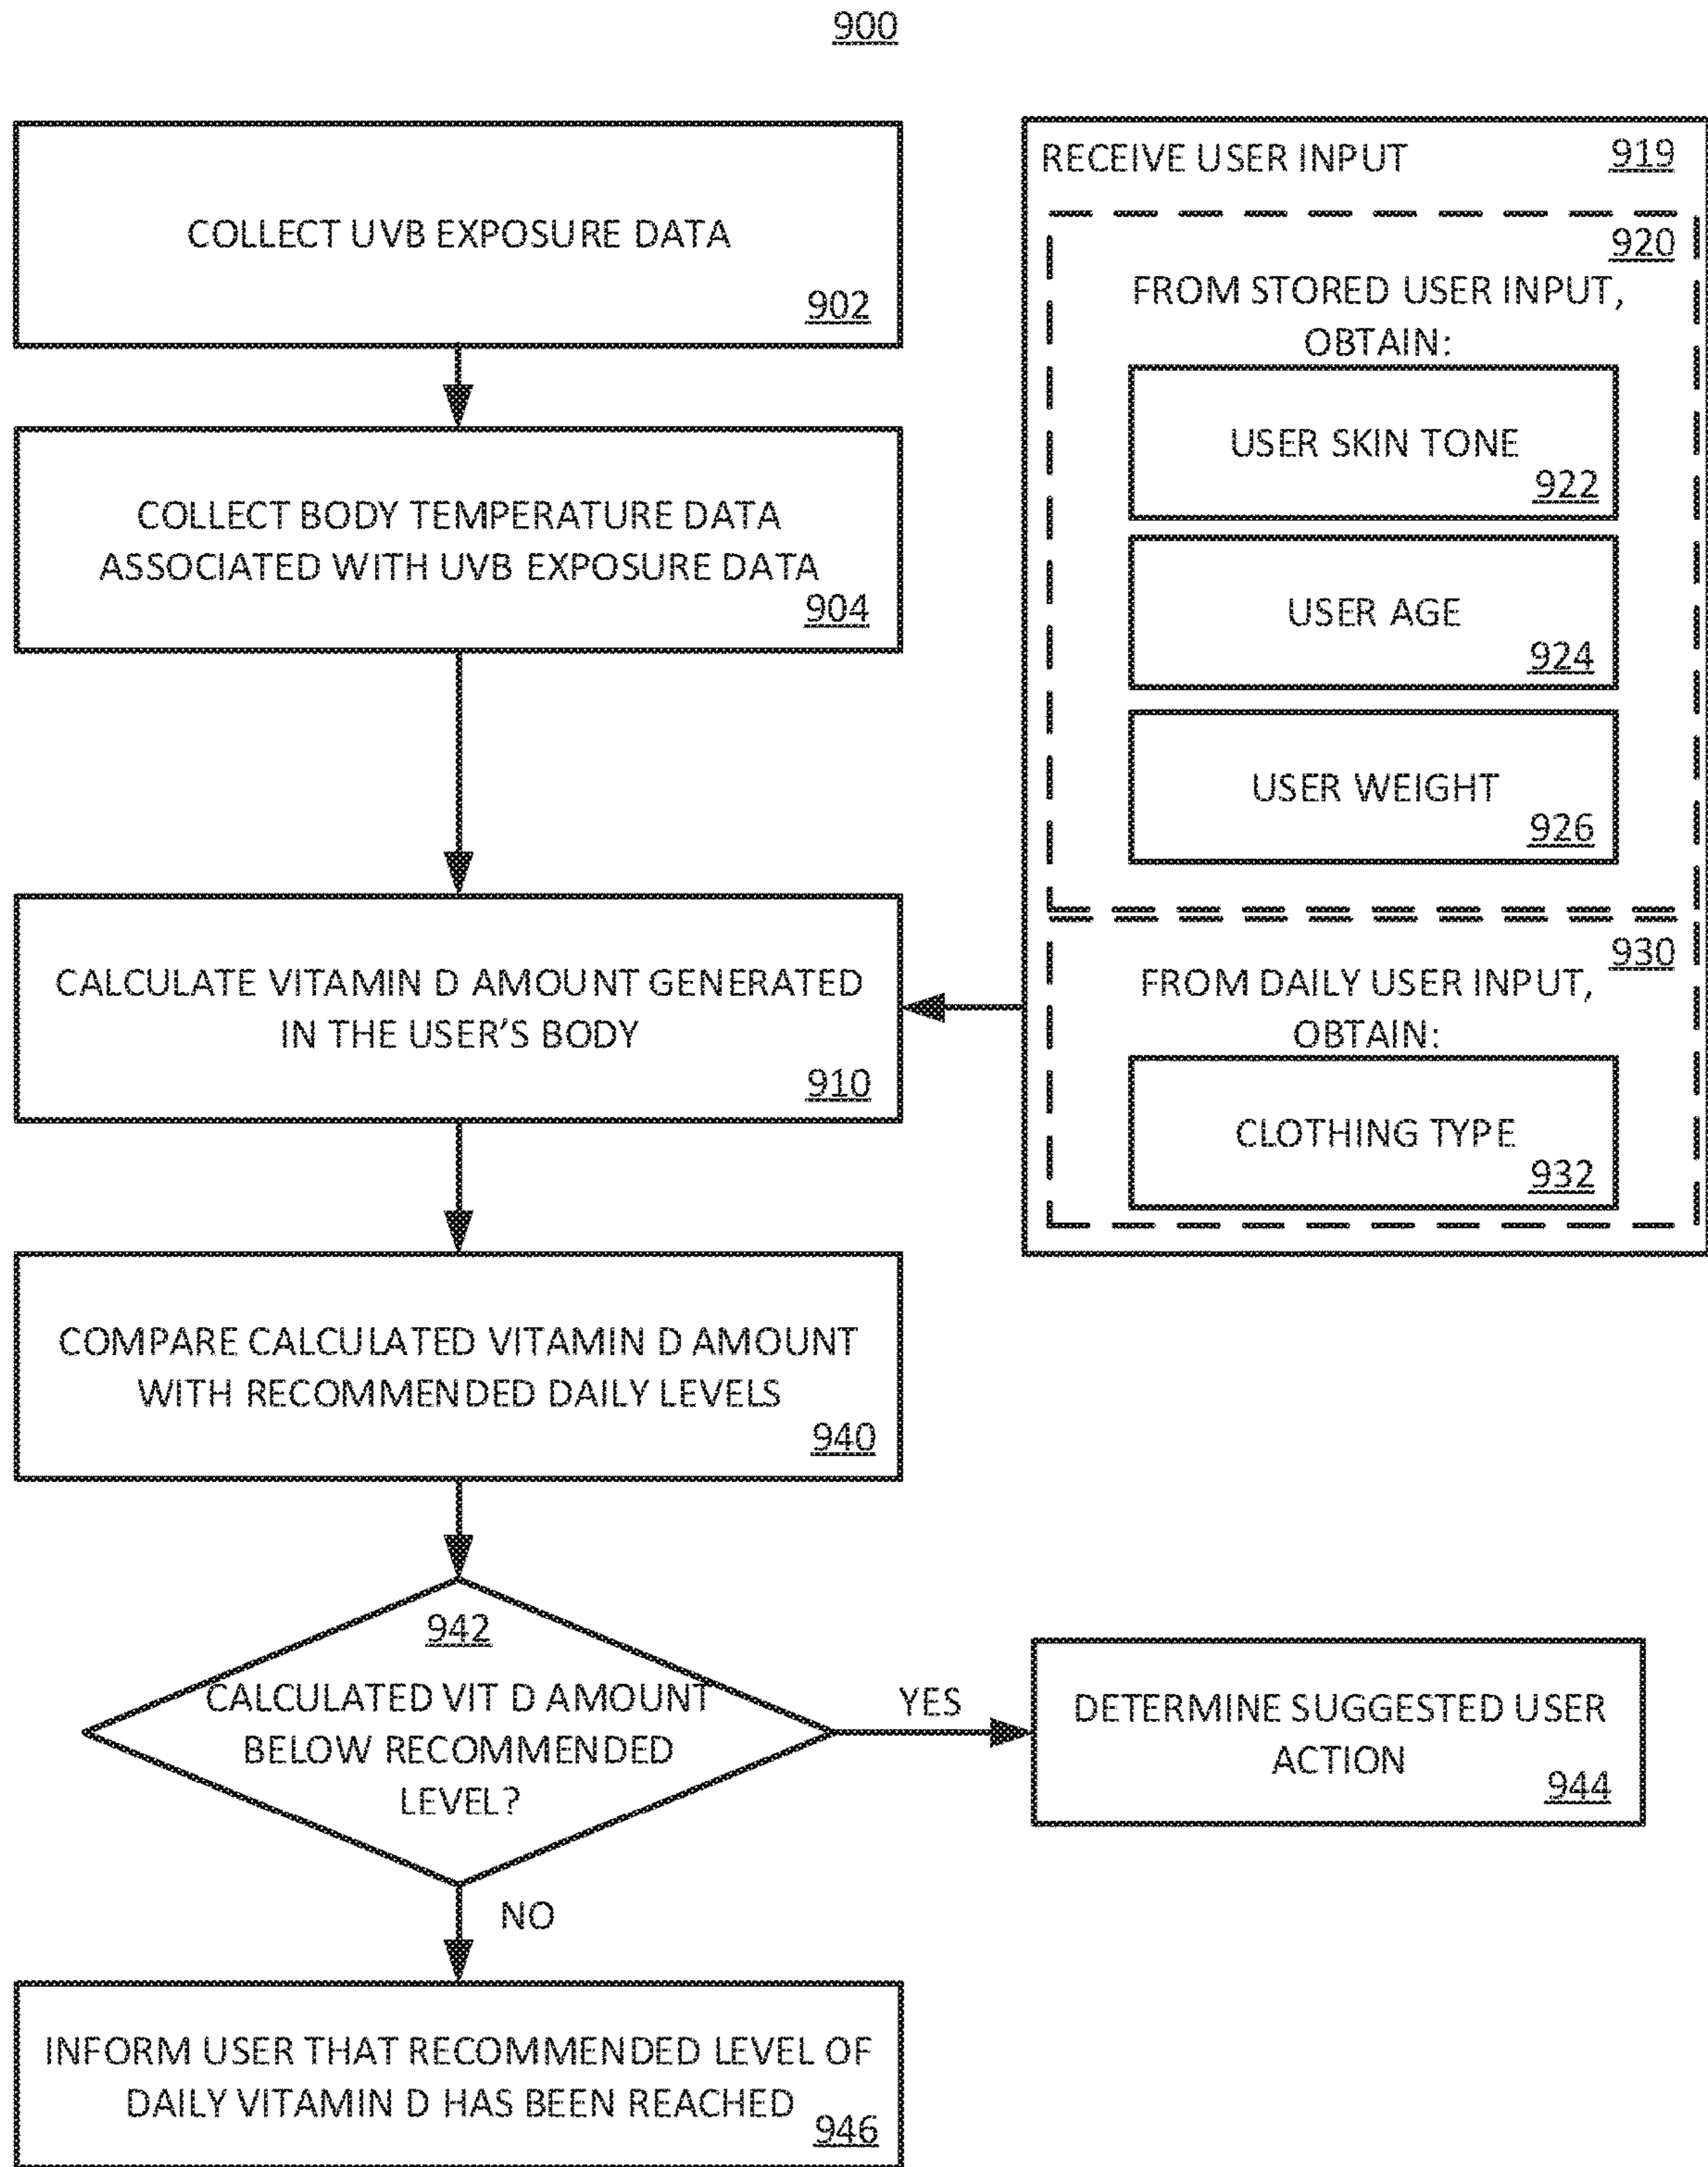 900
COLLECT UVB EXPOSURE DATA
902
COLLECT BODY TEMPERATURE DATA
ASSOCIATED WITH UVB EXPOSURE DATA
904
CALCULATE VITAMIN D AMOUNT GENERATED
IN THE USER'S BODY
910
RECEIVE USER INPUT
919
920
FROM STORED USER INPUT,
OBTAIN:
USER SKIN TONE
922
USER AGE
924
USER WEIGHT
926
930
FROM DAILY USER INPUT,
OBTAIN:
CLOTHING TYPE
932
COMPARE CALCULATED VITAMIN D AMOUNT
WITH RECOMMENDED DAILY LEVELS
940
942
CALCULATED VIT D AMOUNT
BELOW RECOMMENDED
LEVEL?
YES
DETERMINE SUGGESTED USER
ACTION
944
NO
INFORM USER THAT RECOMMENDED LEVEL OF
DAILY VITAMIN D HAS BEEN REACHED
946